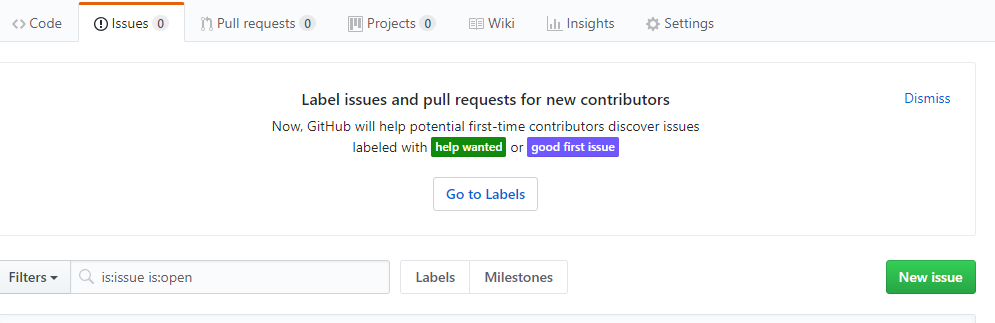 Code Issues 0 Pull requests 0 Projects 0 Wiki Insights Settings
Label issues and pull requests for new contributors Dismiss
Now, GitHub will help potential first-time contributors discover issues
labeled with help wanted or good first issue
Go to Labels
Filters is:issue is:open Labels Milestones New issue